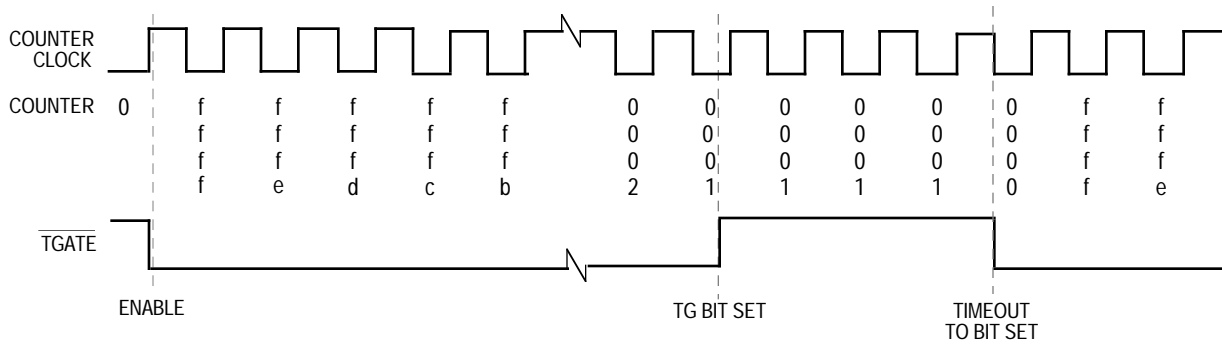 COUNTER
CLOCK
COUNTER 0 f f f f f 0 0 0 0 0 0 f f
f f f f f 0 0 0 0 0 0 f f
f f f f f 0 0 0 0 0 0 f f
f e d c b 2 1 1 1 1 0 f e
TGATE
ENABLE
TG BIT SET
TIMEOUT
TO BIT SET